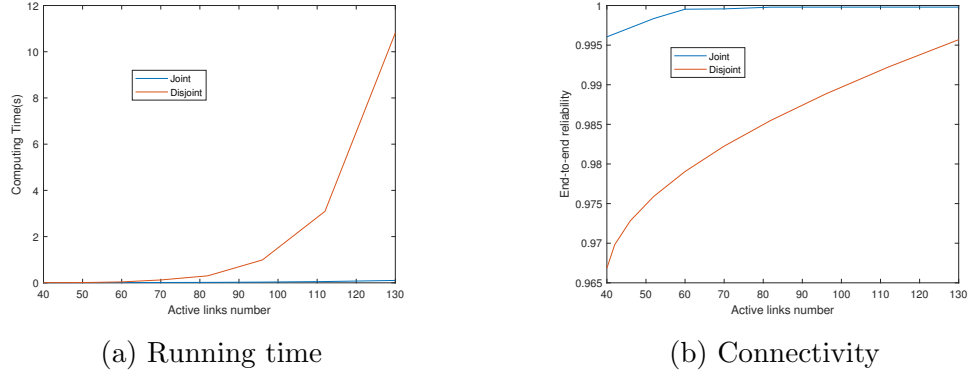 12
10
8
6
4
2
0
Computing Time(s)
Joint
Disjoint
40 50 60 70 80 90 100 110 120 130
Active links number
(a) Running time
1
0.995
0.99
0.985
0.98
0.975
0.97
0.965
End-to-end reliability
Joint
Disjoint
40 50 60 70 80 90 100 110 120 130
Active links number
(b) Connectivity